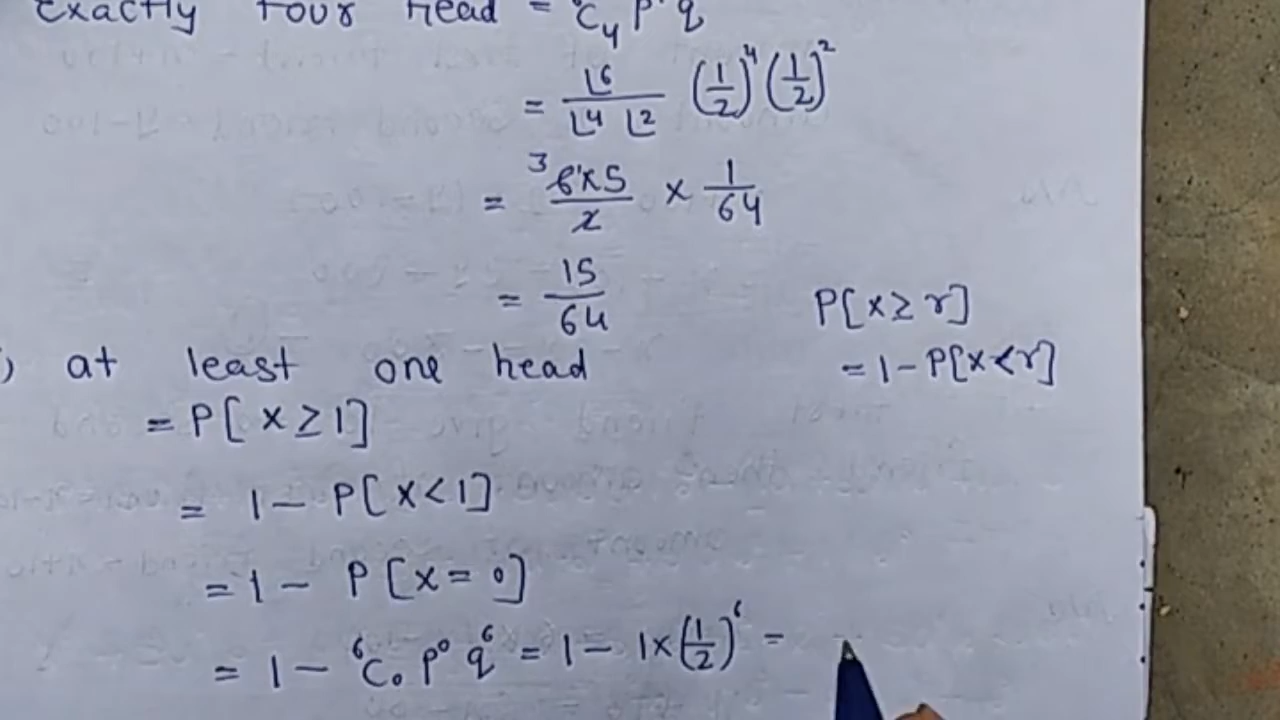 exactly four head = ⁶C₄ p⁴ q²
= ⌊6 / ⌊4 ⌊2 (1/2)⁴ (1/2)²
= ³ 6×5 / 2 × 1/64
= 15/64
P[x ≥ r]
= 1 - P[x < r]
) at least one head
= P[x ≥ 1]
= 1 - P[x < 1]
= 1 - P[x = 0]
= 1 - ⁶C₀ p⁰ q⁶ = 1 - 1×(1/2)⁶ =